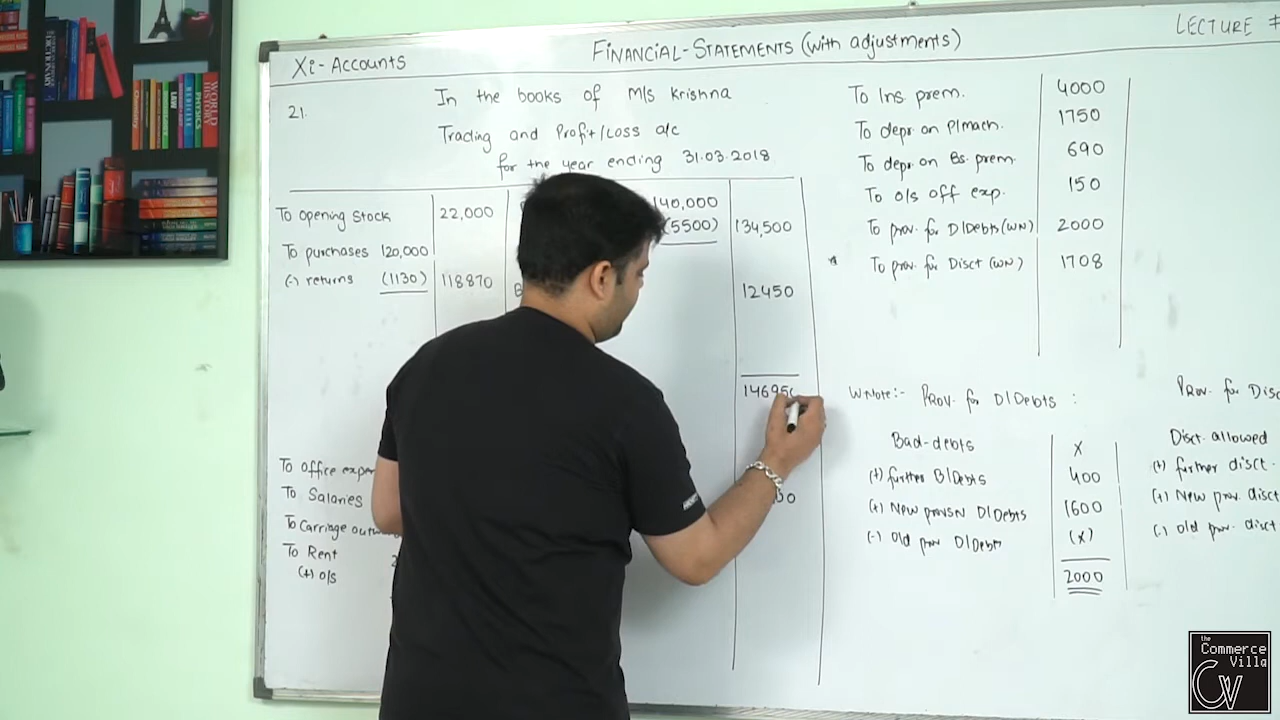 Xi- Accounts
FINANCIAL-STATEMENTS (with adjustments)
LECTURE
21.
In the books of M/s Krishna
Trading and Profit/Loss a/c
for the year ending 31.03.2018
To opening stock 22,000
To purchases 120,000
(-) returns (1130) 118870
140,000
(5500) 134,500
12450
146950
To office
To Salaries
To Carriage
To Rent
(+) o/s
To Ins. prem. 4000
To depr. on P/mach. 1750
To depr. on Bs. prem. 690
To o/s off exp. 150
To prov. for D/Debts (WN) 2000
To prov. for Disct (WN) 1708
WNote:- PROV. for D/Debts :
Bad-debts x
(+) further B/Debts 400
(+) New provsn D/Debts 1600
(-) old prov D/Debts (x)
2000
PROV. for Disc
Disct. allowed
(+) further disct.
(+) New prov. disct
(-) old prov. disct
DICTIONARY
LAW
PHYSICS
WORLD HISTORY
the
Commerce
Villa
CV